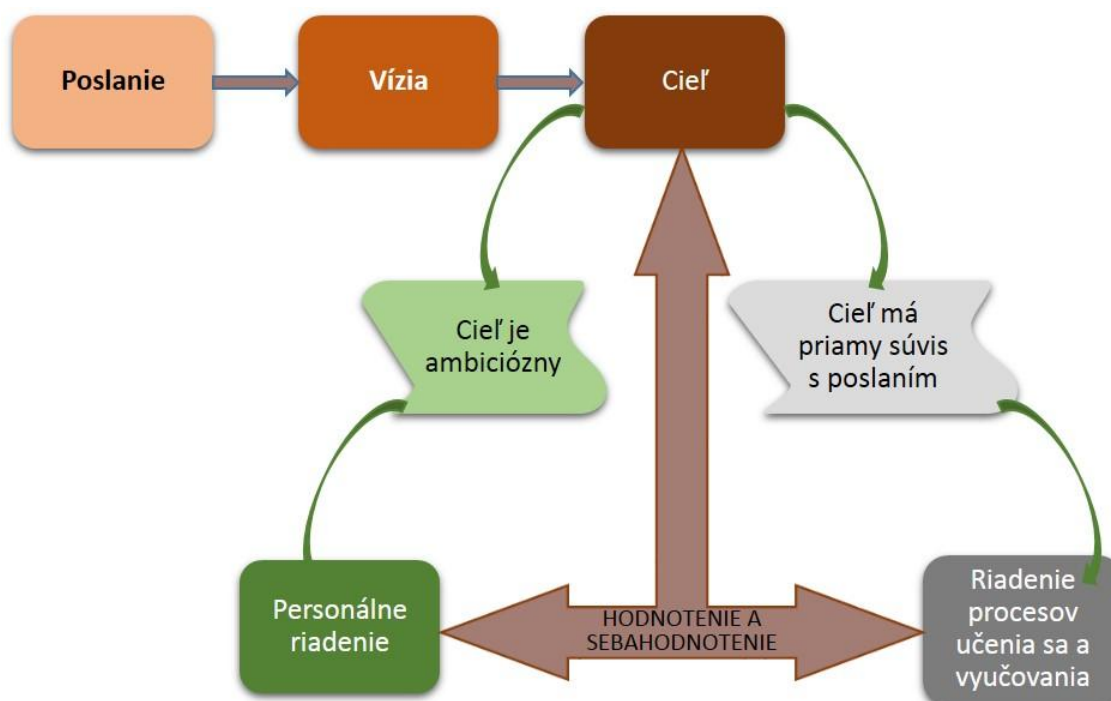 Poslanie
Vízia
Cieľ
Cieľ je
ambiciózny
Cieľ má
priamy súvis
s poslaním
Personálne
riadenie
HODNOTENIE A
SEBAHODNOTENIE
Riadenie
procesov
učenia sa a
vyučovania